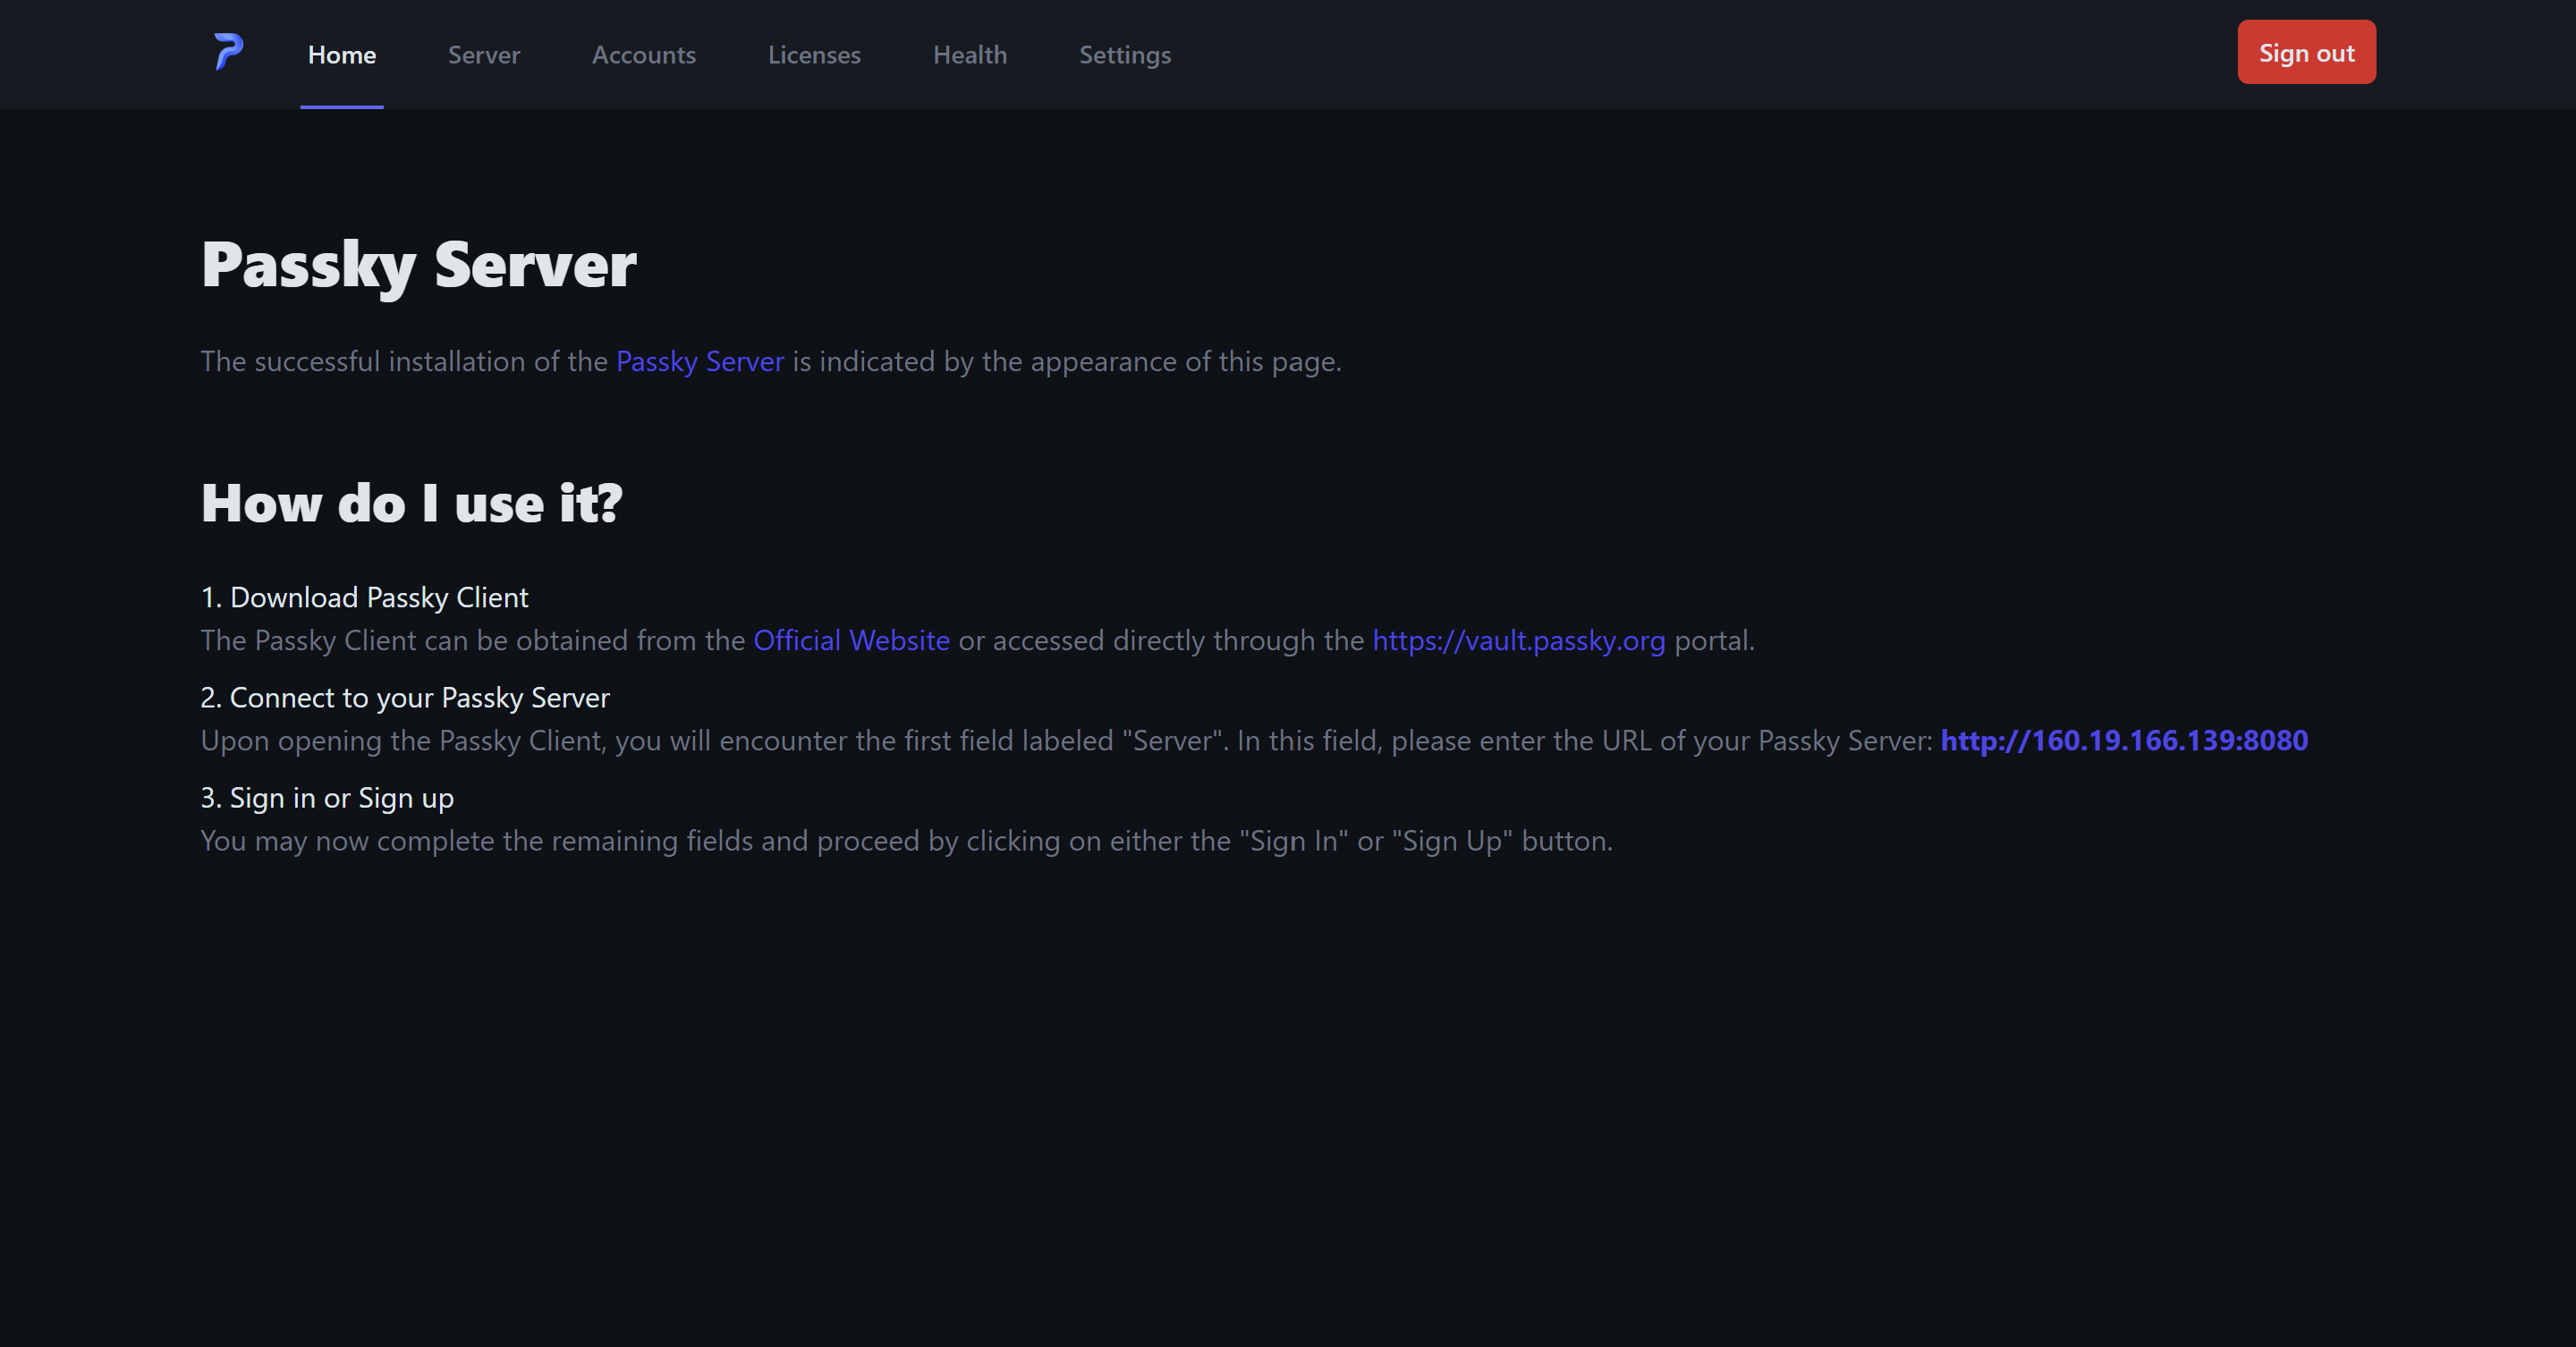 Home Server Accounts Licenses Health Settings Sign out
Passky Server
The successful installation of the Passky Server is indicated by the appearance of this page.
How do I use it?
1. Download Passky Client
The Passky Client can be obtained from the Official Website or accessed directly through the https://vault.passky.org portal.
2. Connect to your Passky Server
Upon opening the Passky Client, you will encounter the first field labeled "Server". In this field, please enter the URL of your Passky Server: http://160.19.166.139:8080
3. Sign in or Sign up
You may now complete the remaining fields and proceed by clicking on either the "Sign In" or "Sign Up" button.